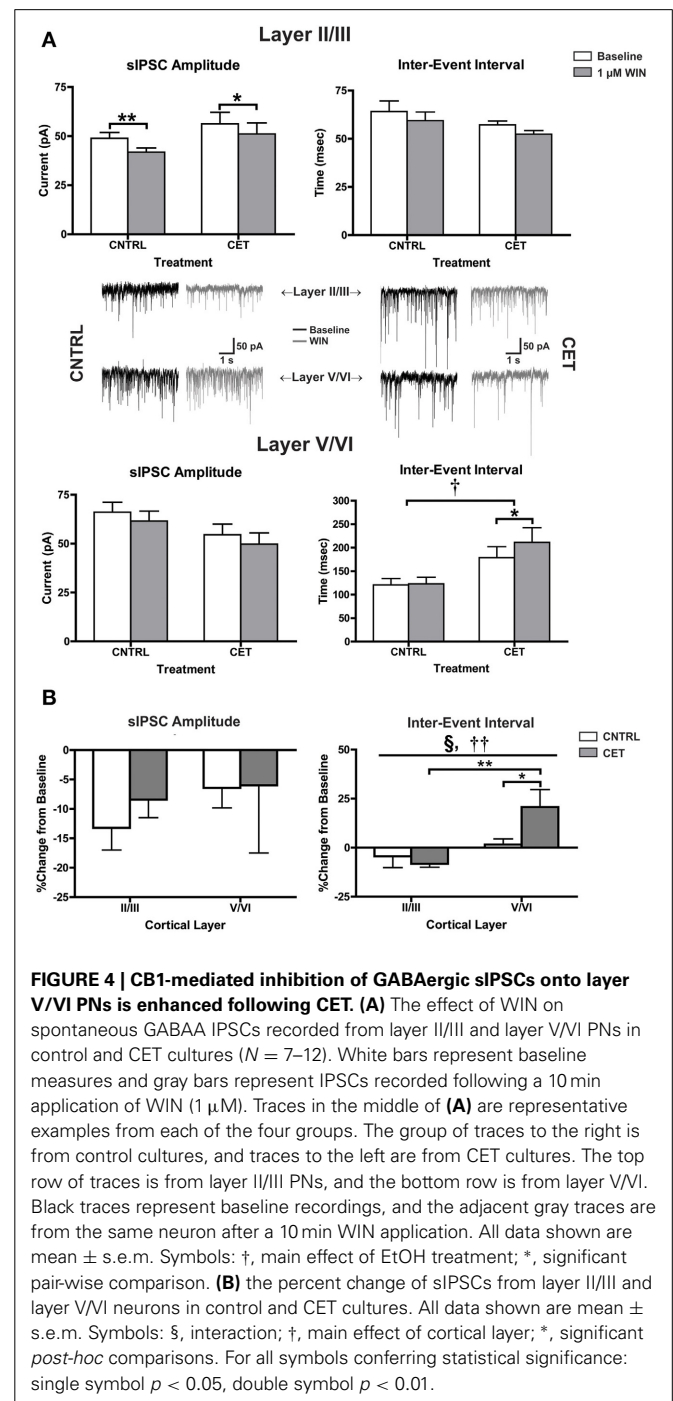 A
Layer II/III
sIPSC Amplitude
Inter-Event Interval
Baseline
1 µM WIN
Current (pA)
75
50
25
0
**
*
CNTRL
CET
Treatment
Time (msec)
75
50
25
0
CNTRL
CET
Treatment
CNTRL
←Layer II/III→
Baseline
WIN
50 pA
1 s
50 pA
1 s
←Layer V/VI→
CET
Layer V/VI
sIPSC Amplitude
Inter-Event Interval
Current (pA)
75
50
25
0
CNTRL
CET
Treatment
Time (msec)
300
250
200
150
100
50
0
†
*
CNTRL
CET
Treatment
B
sIPSC Amplitude
Inter-Event Interval
CNTRL
CET
%Change from Baseline
0
-5
-10
-15
-20
-25
II/III
V/VI
Cortical Layer
%Change from Baseline
50
25
0
-25
§, ††
**
*
II/III
V/VI
Cortical Layer
FIGURE 4 | CB1-mediated inhibition of GABAergic sIPSCs onto layer
V/VI PNs is enhanced following CET. (A) The effect of WIN on
spontaneous GABAA IPSCs recorded from layer II/III and layer V/VI PNs in
control and CET cultures (N = 7–12). White bars represent baseline
measures and gray bars represent IPSCs recorded following a 10 min
application of WIN (1 µM). Traces in the middle of (A) are representative
examples from each of the four groups. The group of traces to the right is
from control cultures, and traces to the left are from CET cultures. The top
row of traces is from layer II/III PNs, and the bottom row is from layer V/VI.
Black traces represent baseline recordings, and the adjacent gray traces are
from the same neuron after a 10 min WIN application. All data shown are
mean ± s.e.m. Symbols: †, main effect of EtOH treatment; *, significant
pair-wise comparison. (B) the percent change of sIPSCs from layer II/III and
layer V/VI neurons in control and CET cultures. All data shown are mean ±
s.e.m. Symbols: §, interaction; †, main effect of cortical layer; *, significant
post-hoc comparisons. For all symbols conferring statistical significance:
single symbol p < 0.05, double symbol p < 0.01.